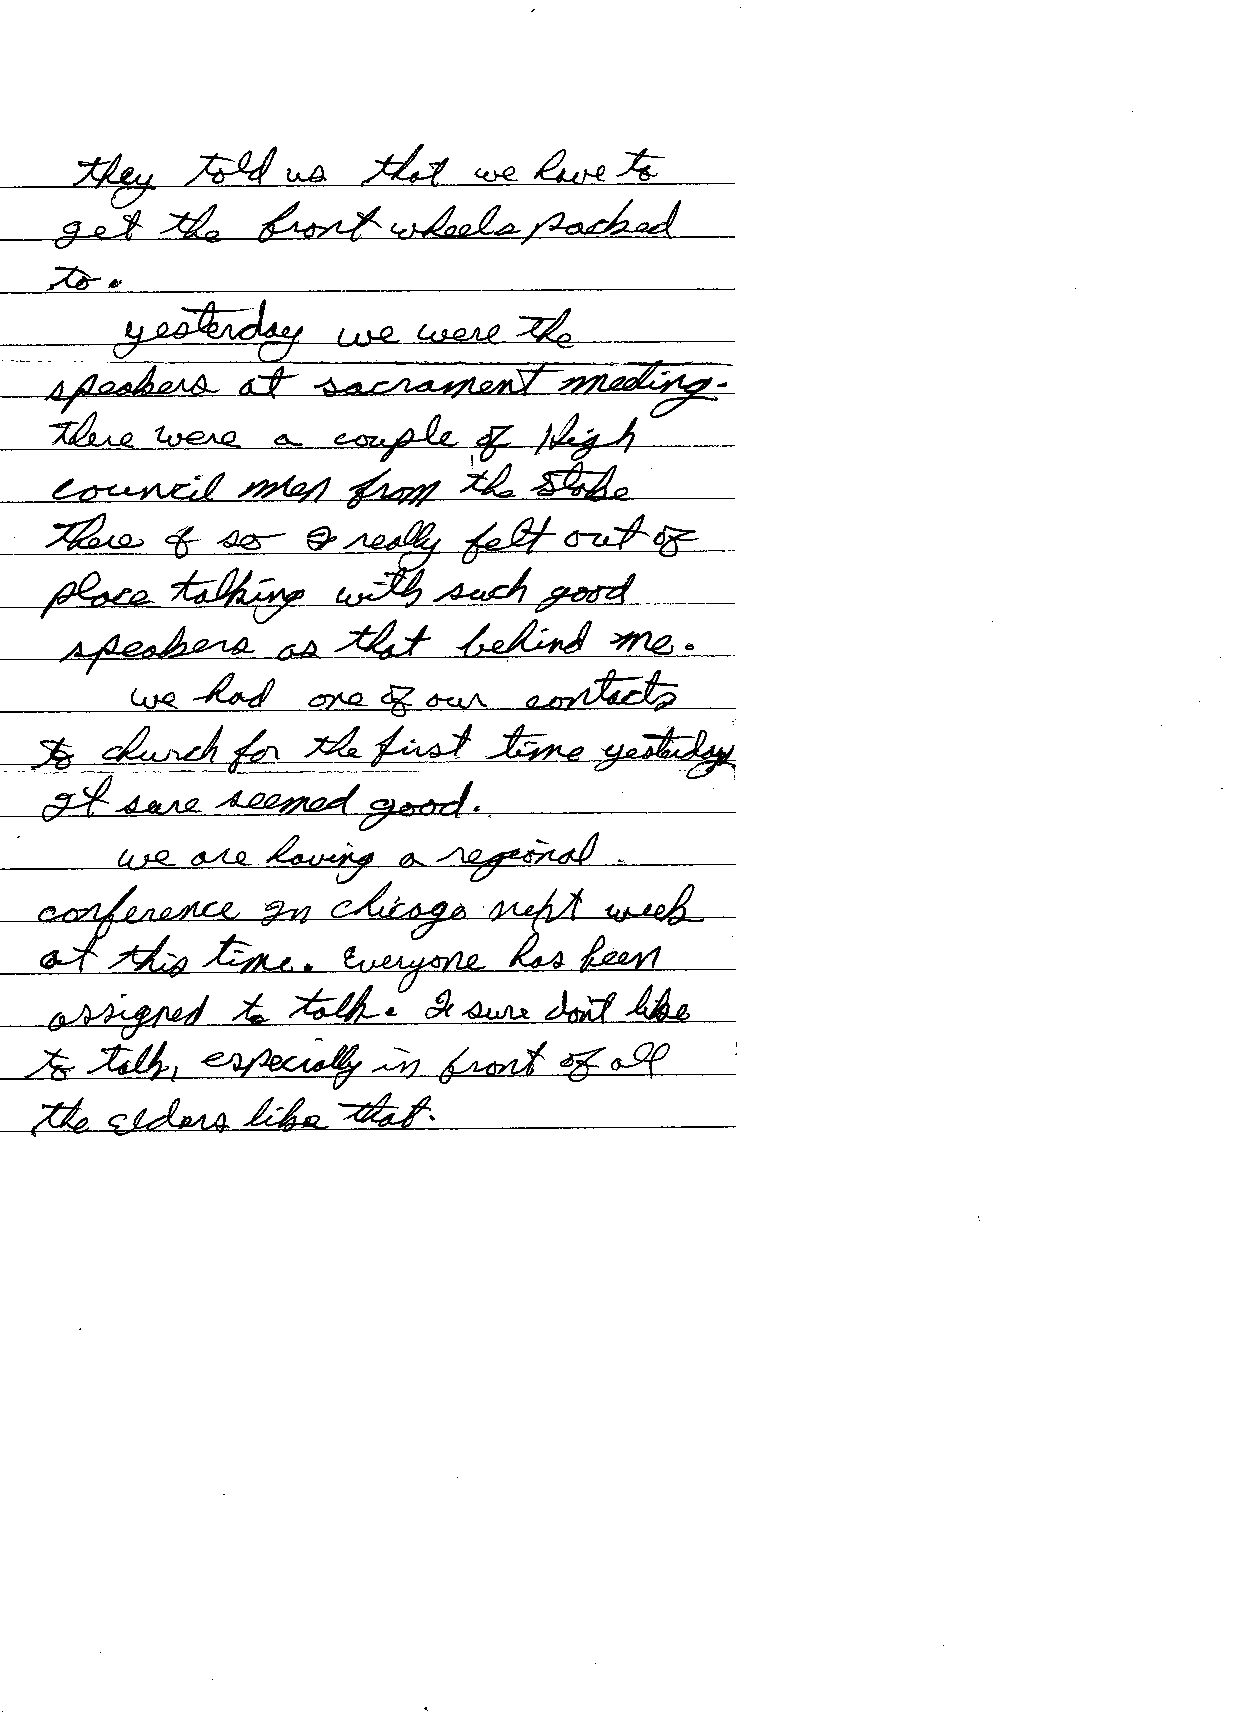 they told us that we have to
get the front wheels packed
to.
yesterday we were the
speakers at sacrament meeting.
there were a couple of High
council men from the Stake
there & so I really felt out of
place talking with such good
speakers as that behind me.
we had one of our contacts
to church for the first time yesterday
It sure seemed good.
we are having a regional
conference In chicago next week
at this time. Everyone has been
assigned to talk. I sure don't like
to talk, especially in front of all
the elders like that.